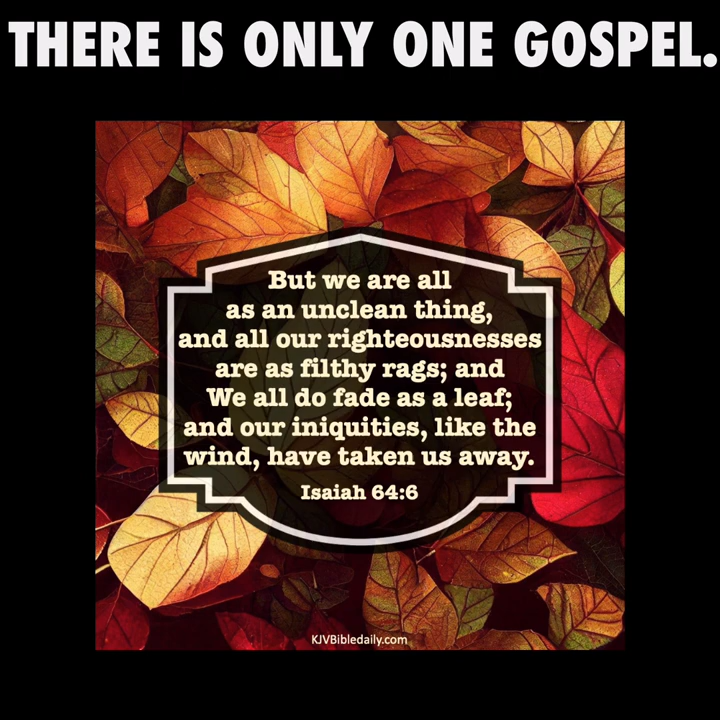 THERE IS ONLY ONE GOSPEL.
But we are all
as an unclean thing,
and all our righteousnesses
are as filthy rags; and
We all do fade as a leaf;
and our iniquities, like the
wind, have taken us away.
Isaiah 64:6
KJVBibledaily.com